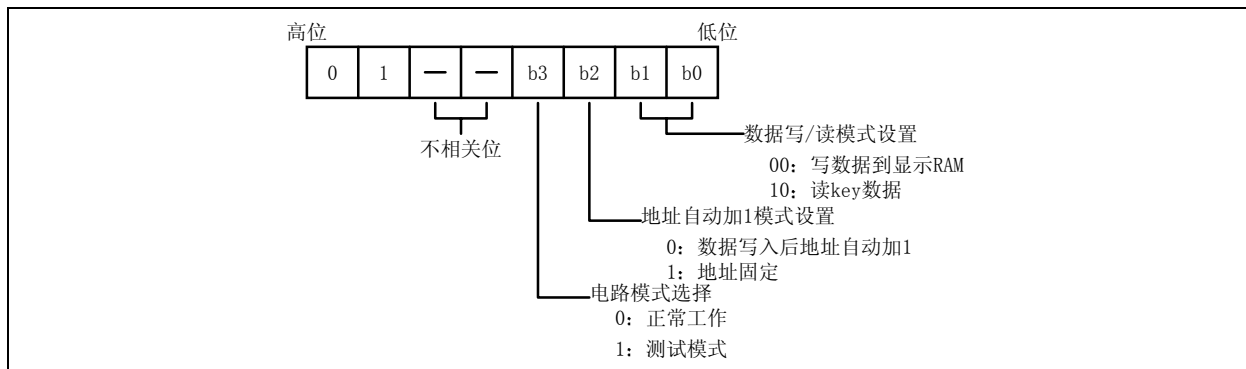 高位 低位
0 1 — — b3 b2 b1 b0
不相关位
数据写/读模式设置
00: 写数据到显示RAM
10: 读key数据
地址自动加1模式设置
0: 数据写入后地址自动加1
1: 地址固定
电路模式选择
0: 正常工作
1: 测试模式